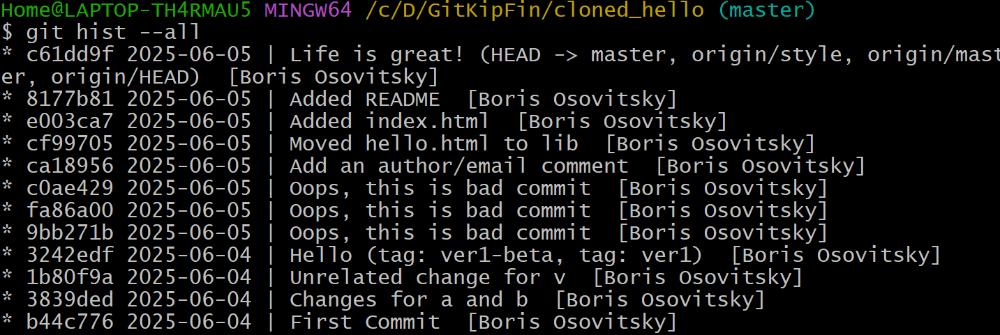 Home@LAPTOP-TH4RMAU5 MINGW64 /c/D/GitKipFin/cloned_hello (master)
$ git hist --all
* c61dd9f 2025-06-05 | Life is great! (HEAD -> master, origin/style, origin/mast
er, origin/HEAD)  [Boris Osovitsky]
* 8177b81 2025-06-05 | Added README  [Boris Osovitsky]
* e003ca7 2025-06-05 | Added index.html  [Boris Osovitsky]
* cf99705 2025-06-05 | Moved hello.html to lib  [Boris Osovitsky]
* ca18956 2025-06-05 | Add an author/email comment  [Boris Osovitsky]
* c0ae429 2025-06-05 | Oops, this is bad commit  [Boris Osovitsky]
* fa86a00 2025-06-05 | Oops, this is bad commit  [Boris Osovitsky]
* 9bb271b 2025-06-05 | Oops, this is bad commit  [Boris Osovitsky]
* 3242edf 2025-06-04 | Hello (tag: ver1-beta, tag: ver1)  [Boris Osovitsky]
* 1b80f9a 2025-06-04 | Unrelated change for v  [Boris Osovitsky]
* 3839ded 2025-06-04 | Changes for a and b  [Boris Osovitsky]
* b44c776 2025-06-04 | First Commit  [Boris Osovitsky]